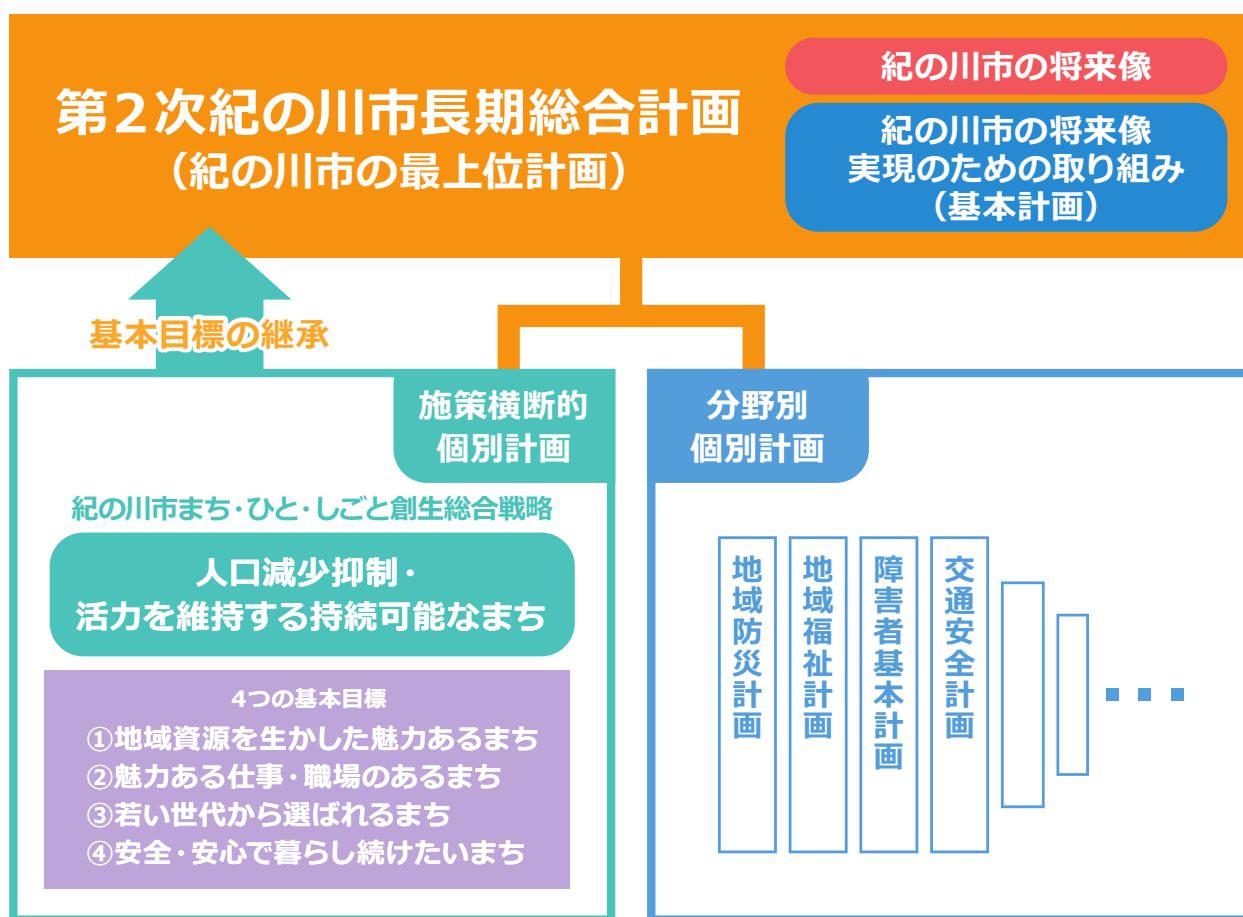 第2次紀の川市長期総合計画
（紀の川市の最上位計画）
紀の川市の将来像
紀の川市の将来像
実現のための取り組み
（基本計画）
基本目標の継承
施策横断的
個別計画
紀の川市まち・ひと・しごと創生総合戦略
人口減少抑制・
活力を維持する持続可能なまち
4つの基本目標
①地域資源を生かした魅力あるまち
②魅力ある仕事・職場のあるまち
③若い世代から選ばれるまち
④安全・安心で暮らし続けたいまち
分野別
個別計画
地域防災計画
地域福祉計画
障害者基本計画
交通安全計画